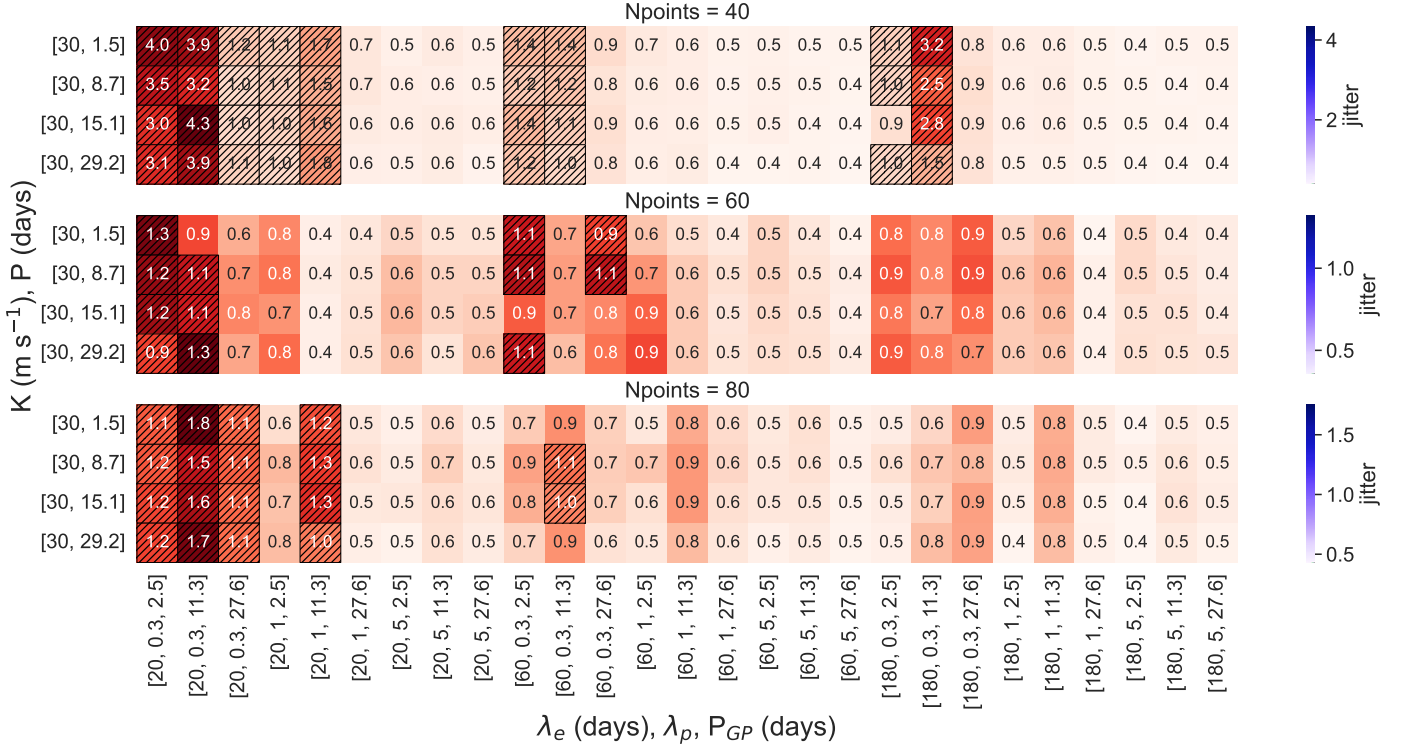 Npoints = 40
[30, 1.5] 4.0 3.9 1.2 1.1 1.7 0.7 0.5 0.6 0.5 1.4 1.4 0.9 0.7 0.6 0.5 0.6 0.5 0.5 1.1 3.2 0.8 0.6 0.6 0.5 0.4 0.5 0.5
[30, 8.7] 3.5 3.2 1.0 1.1 1.5 0.7 0.6 0.6 0.6 1.2 1.2 0.8 0.6 0.6 0.5 0.5 0.4 0.4 1.0 2.5 0.9 0.6 0.6 0.5 0.5 0.4 0.4
[30, 15.1] 3.0 4.3 1.0 1.0 1.6 0.6 0.6 0.6 0.6 1.4 1.1 0.9 0.6 0.6 0.5 0.5 0.4 0.4 0.9 2.8 0.9 0.6 0.6 0.5 0.5 0.4 0.4
[30, 29.2] 3.1 3.9 1.1 1.0 1.8 0.6 0.5 0.6 0.5 1.2 1.0 0.8 0.6 0.6 0.4 0.4 0.4 0.4 1.0 1.5 0.8 0.5 0.5 0.5 0.4 0.4 0.4
4
2
jitter
Npoints = 60
[30, 1.5] 1.3 0.9 0.6 0.8 0.4 0.4 0.5 0.5 0.5 1.1 0.7 0.9 0.6 0.5 0.4 0.5 0.5 0.4 0.8 0.8 0.9 0.5 0.6 0.4 0.5 0.5 0.4
[30, 8.7] 1.2 1.1 0.7 0.8 0.4 0.5 0.6 0.5 0.5 1.1 0.7 1.1 0.7 0.6 0.5 0.5 0.5 0.4 0.9 0.8 0.9 0.6 0.6 0.4 0.5 0.5 0.4
[30, 15.1] 1.2 1.1 0.8 0.7 0.4 0.5 0.6 0.5 0.5 0.9 0.7 0.8 0.9 0.6 0.5 0.5 0.5 0.4 0.8 0.7 0.8 0.6 0.6 0.4 0.5 0.5 0.4
[30, 29.2] 0.9 1.3 0.7 0.8 0.4 0.5 0.6 0.5 0.6 1.1 0.6 0.8 0.9 0.6 0.5 0.5 0.5 0.4 0.9 0.8 0.7 0.6 0.6 0.4 0.5 0.5 0.5
1.0
0.5
jitter
Npoints = 80
[30, 1.5] 1.1 1.8 1.1 0.6 1.2 0.5 0.5 0.6 0.5 0.7 0.9 0.7 0.5 0.8 0.6 0.5 0.6 0.5 0.5 0.6 0.9 0.5 0.8 0.5 0.4 0.5 0.5
[30, 8.7] 1.2 1.5 1.1 0.8 1.3 0.6 0.5 0.7 0.5 0.9 1.1 0.7 0.7 0.9 0.6 0.5 0.6 0.5 0.6 0.7 0.8 0.5 0.8 0.5 0.5 0.6 0.5
[30, 15.1] 1.2 1.6 1.1 0.7 1.3 0.5 0.5 0.6 0.6 0.8 1.0 0.7 0.6 0.9 0.6 0.5 0.5 0.5 0.5 0.7 0.9 0.5 0.8 0.5 0.4 0.6 0.5
[30, 29.2] 1.2 1.7 1.1 0.8 1.0 0.5 0.5 0.6 0.5 0.7 0.9 0.6 0.5 0.8 0.6 0.5 0.5 0.5 0.5 0.8 0.9 0.4 0.8 0.5 0.4 0.5 0.5
1.5
1.0
0.5
jitter
K (m s⁻¹), P (days)
[20, 0.3, 2.5]
[20, 0.3, 11.3]
[20, 0.3, 27.6]
[20, 1, 2.5]
[20, 1, 11.3]
[20, 1, 27.6]
[20, 5, 2.5]
[20, 5, 11.3]
[20, 5, 27.6]
[60, 0.3, 2.5]
[60, 0.3, 11.3]
[60, 0.3, 27.6]
[60, 1, 2.5]
[60, 1, 11.3]
[60, 1, 27.6]
[60, 5, 2.5]
[60, 5, 11.3]
[60, 5, 27.6]
[180, 0.3, 2.5]
[180, 0.3, 11.3]
[180, 0.3, 27.6]
[180, 1, 2.5]
[180, 1, 11.3]
[180, 1, 27.6]
[180, 5, 2.5]
[180, 5, 11.3]
[180, 5, 27.6]
λe (days), λp, PGP (days)